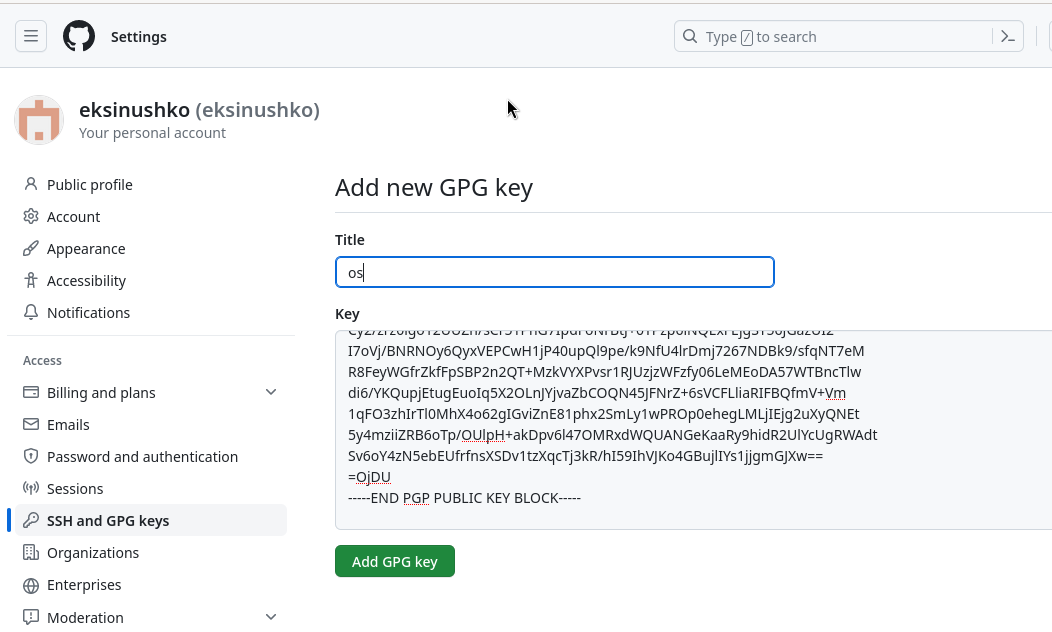 Settings
Type / to search
eksinushko (eksinushko)
Your personal account
Public profile
Account
Appearance
Accessibility
Notifications
Access
Billing and plans
Emails
Password and authentication
Sessions
SSH and GPG keys
Organizations
Enterprises
Moderation
Add new GPG key
Title
os
Key
I7oVj/BNRNOy6QyxVEPCwH1jP40upQl9pe/k9NfU4lrDmj7267NDBk9/sfqNT7eM
R8FeyWGfrZkfFpSBP2n2QT+MzkVYXPvsr1RJUzjzWFzfy06LeMEoDA57WTBncTlw
di6/YKQupjEtugEuoIq5X2OLnJYjvaZbCOQN45JFNrZ+6sVCFLliaRIFBQfmV+Vm
1qFO3zhIrTl0MhX4o62gIGviZnE81phx2SmLy1wPROp0ehegLMLjIEjg2uXyQNEt
5y4mziiZRB6oTp/OUlpH+akDpv6l47OMRxdWQUANGeKaaRy9hidR2UlYcUgRWAdt
Sv6oY4zN5ebEUfrfnsXSDv1tzXqcTj3kR/hI59IhVJKo4GBujlIYs1jjgmGJXw==
=OjDU
-----END PGP PUBLIC KEY BLOCK-----
Add GPG key